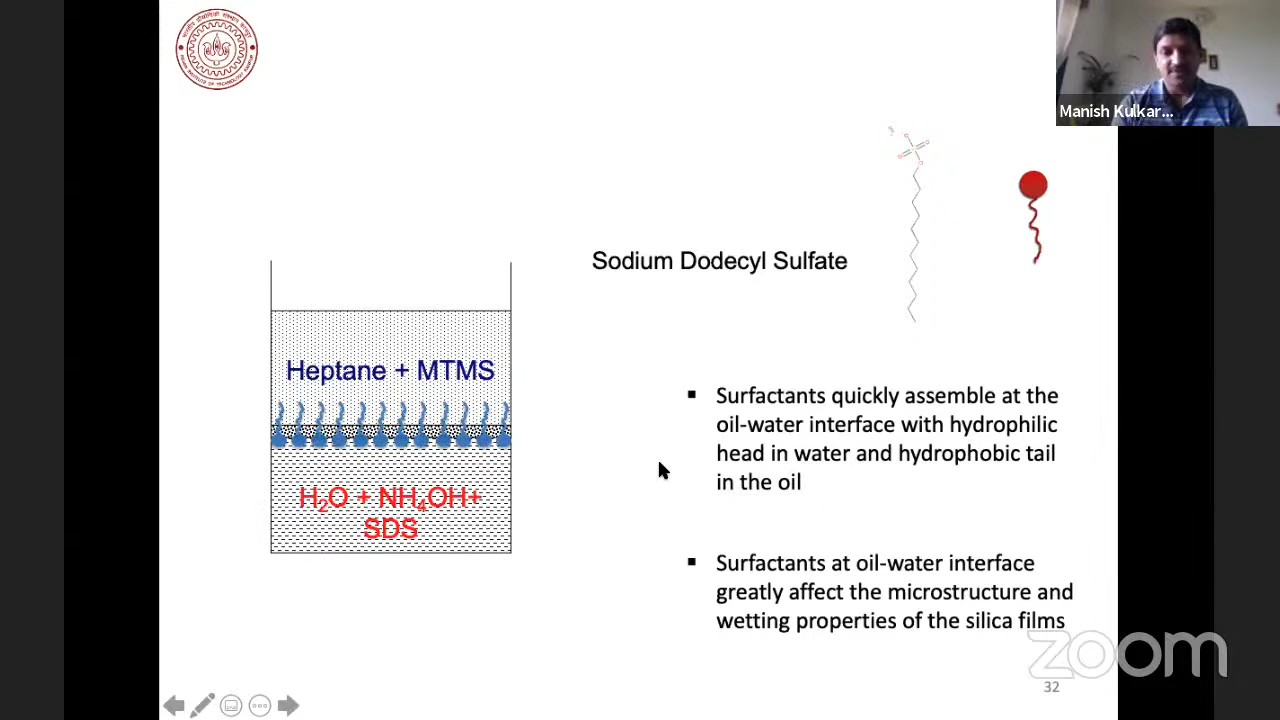 Manish Kulkar...
Sodium Dodecyl Sulfate
Heptane + MTMS
H₂O + NH₄OH+
SDS
▪ Surfactants quickly assemble at the
oil-water interface with hydrophilic
head in water and hydrophobic tail
in the oil
▪ Surfactants at oil-water interface
greatly affect the microstructure and
wetting properties of the silica films
zoom
32